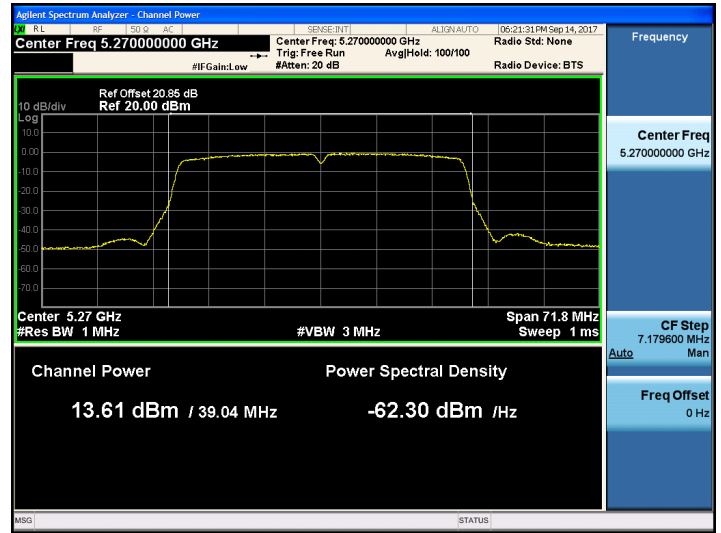 Agilent Spectrum Analyzer - Channel Power
LXI RL RF 50 Ω AC SENSE:INT ALIGNAUTO 06:21:31PM Sep 14, 2017
Center Freq 5.270000000 GHz
Center Freq: 5.270000000 GHz
Radio Std: None
Trig: Free Run Avg|Hold: 100/100
#IFGain:Low
#Atten: 20 dB
Radio Device: BTS
Ref Offset 20.85 dB
10 dB/div Ref 20.00 dBm
Log
10.0
0.00
-10.0
-20.0
-30.0
-40.0
-50.0
-60.0
-70.0
Center 5.27 GHz Span 71.8 MHz
#Res BW 1 MHz #VBW 3 MHz Sweep 1 ms
Channel Power Power Spectral Density
13.61 dBm / 39.04 MHz -62.30 dBm /Hz
MSG STATUS
Frequency
Center Freq
5.270000000 GHz
CF Step
7.179600 MHz
Auto Man
Freq Offset
0 Hz